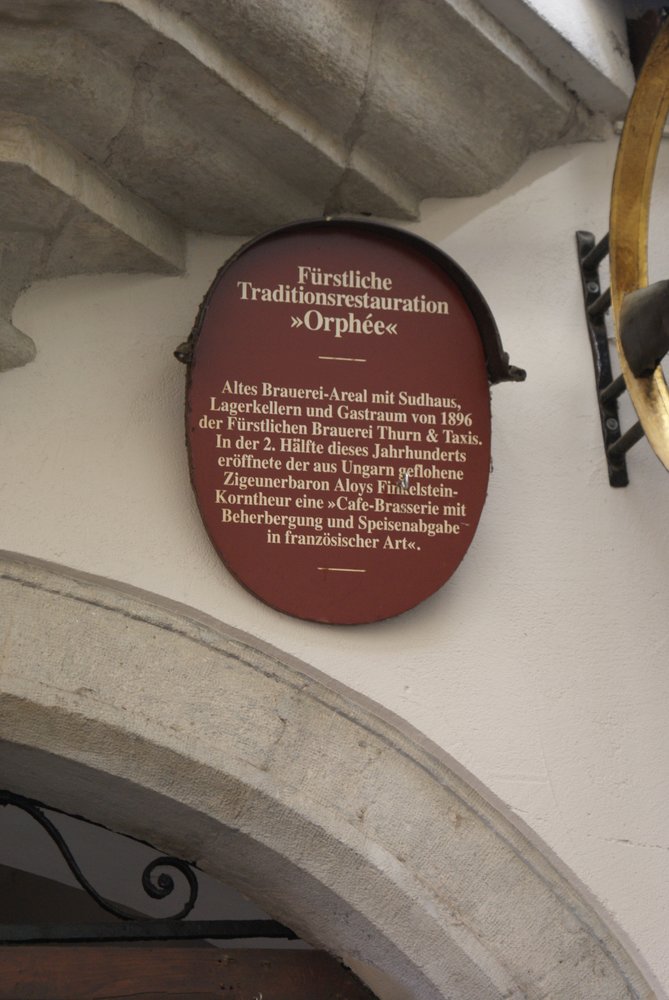 Fürstliche
Traditionsrestauration
»Orphée«
Altes Brauerei-Areal mit Sudhaus,
Lagerkellern und Gastraum von 1896
der Fürstlichen Brauerei Thurn & Taxis.
In der 2. Hälfte dieses Jahrhunderts
eröffnete der aus Ungarn geflohene
Zigeunerbaron Aloys Finkelstein-
Korntheur eine »Cafe-Brasserie mit
Beherbergung und Speisenabgabe
in französischer Art«.